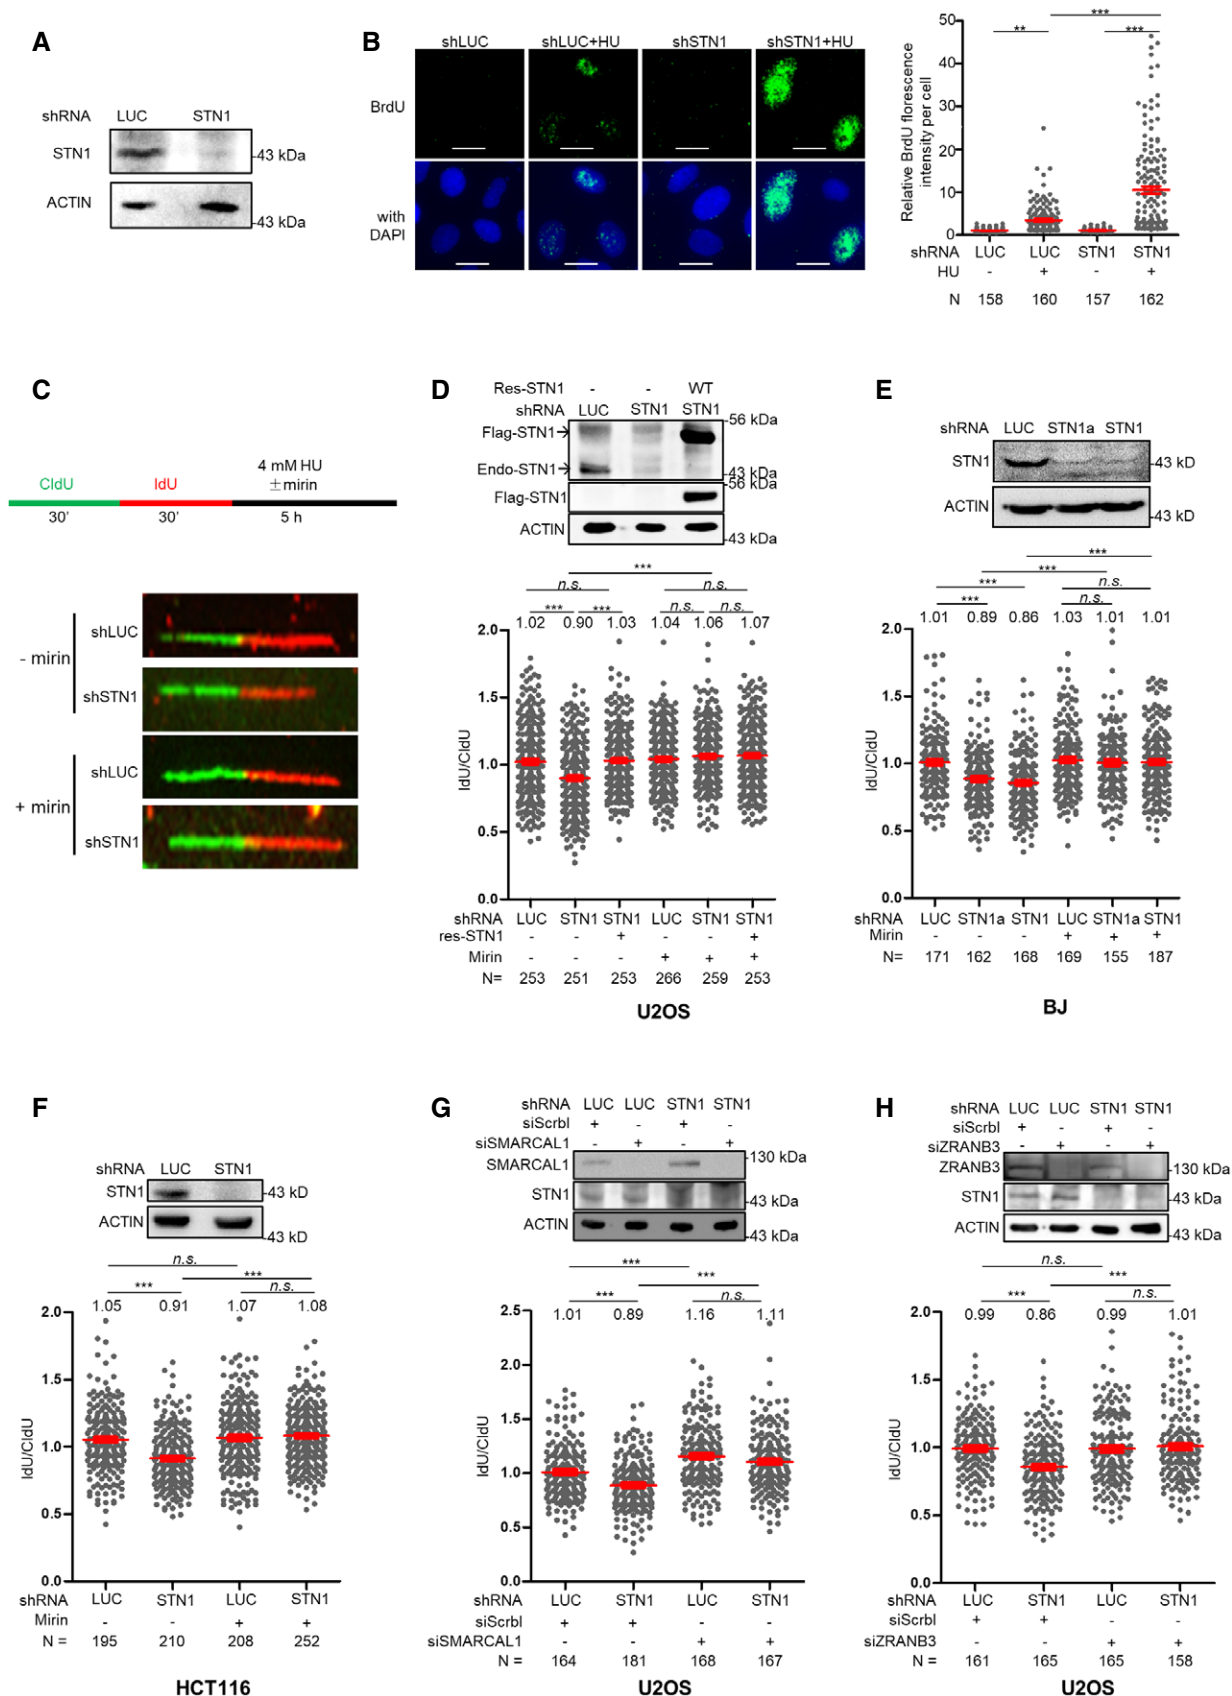 A
shRNA LUC STN1
STN1 43 kDa
ACTIN 43 kDa
B
shLUC shLUC+HU shSTN1 shSTN1+HU
BrdU
with
DAPI
Relative BrdU florescence
intensity per cell
** *** ***
50
40
30
20
10
0
shRNA LUC LUC STN1 STN1
HU - + - +
N 158 160 157 162
C
4 mM HU
CldU IdU ±mirin
30' 30' 5 h
- mirin
shLUC
shSTN1
+ mirin
shLUC
shSTN1
D
Res-STN1 - - WT
shRNA LUC STN1 STN1
56 kDa
Flag-STN1
Endo-STN1 43 kDa
56 kDa
Flag-STN1
ACTIN 43 kDa
***
n.s. n.s.
*** *** n.s. n.s.
1.02 0.90 1.03 1.04 1.06 1.07
2.0
1.5
1.0
0.5
0.0
IdU/CldU
shRNA LUC STN1 STN1 LUC STN1 STN1
res-STN1 - - + - - +
Mirin - - - + + +
N= 253 251 253 266 259 253
U2OS
E
shRNA LUC STN1a STN1
STN1 43 kD
ACTIN 43 kD
***
***
*** n.s.
*** n.s.
1.01 0.89 0.86 1.03 1.01 1.01
2.0
1.5
1.0
0.5
0.0
IdU/CldU
shRNA LUC STN1a STN1 LUC STN1a STN1
Mirin - - - + + +
N= 171 162 168 169 155 187
BJ
F
shRNA LUC STN1
STN1 43 kD
ACTIN 43 kD
n.s.
***
*** n.s.
1.05 0.91 1.07 1.08
2.0
1.5
1.0
0.5
0.0
IdU/CldU
shRNA LUC STN1 LUC STN1
Mirin - - + +
N = 195 210 208 252
HCT116
G
shRNA LUC LUC STN1 STN1
siScrbl + - + -
siSMARCAL1 - + - +
SMARCAL1 130 kDa
STN1 43 kDa
ACTIN 43 kDa
***
***
*** n.s.
1.01 0.89 1.16 1.11
2.5
2.0
1.5
1.0
0.5
0.0
IdU/CldU
shRNA LUC STN1 LUC STN1
siScrbl + + - -
siSMARCAL1 - - + +
N = 164 181 168 167
U2OS
H
shRNA LUC LUC STN1 STN1
siScrbl + - + -
siZRANB3 - + - +
ZRANB3 130 kDa
STN1 43 kDa
ACTIN 43 kDa
n.s.
***
*** n.s.
0.99 0.86 0.99 1.01
2.0
1.5
1.0
0.5
0.0
IdU/CldU
shRNA LUC STN1 LUC STN1
siScrbl + + - -
siZRANB3 - - + +
N = 161 165 165 158
U2OS